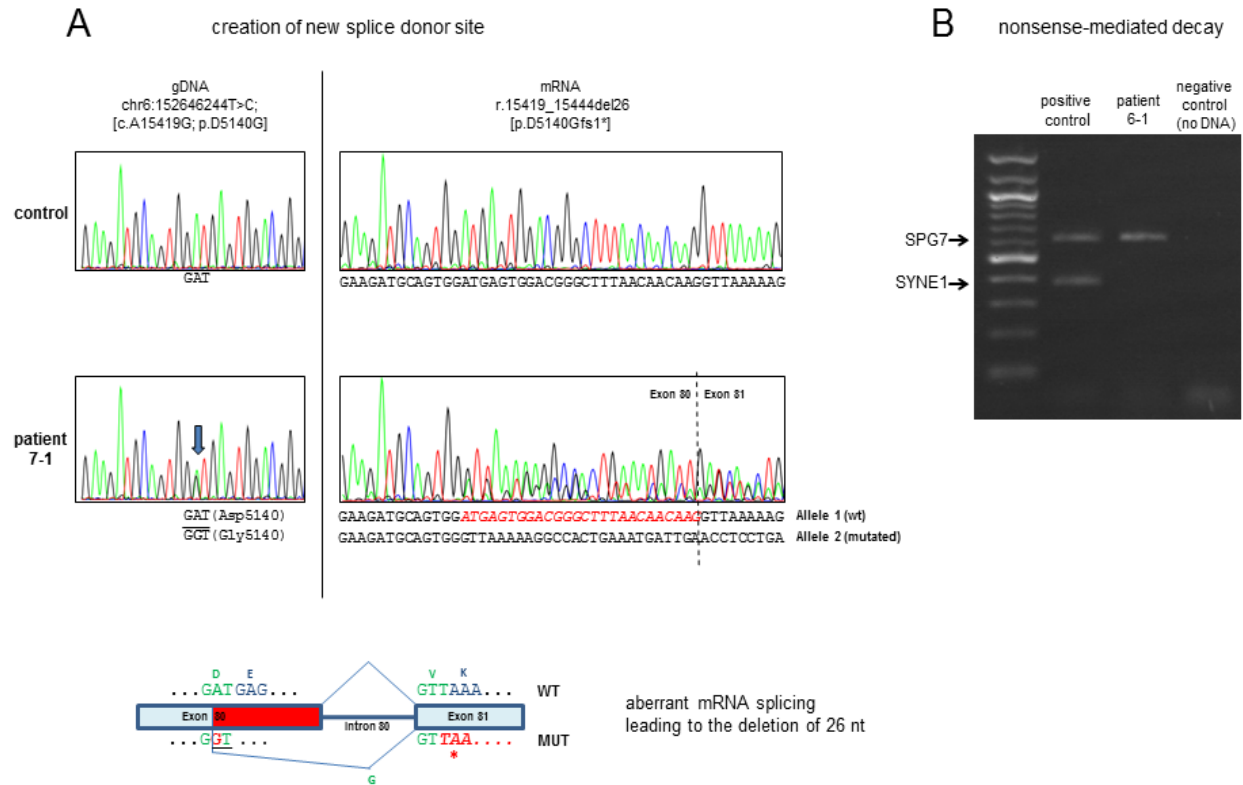 A
creation of new splice donor site
gDNA
chr6:152646244T>C;
[c.A15419G; p.D5140G]
mRNA
r.15419_15444del26
[p.D5140Gfs1*]
control
GAT
GAAGATGCAGTGGATGAGTGGACGGGCTTTAACAACAAGGTTAAAAAG
patient
7-1
Exon 80
Exon 81
GAT(Asp5140)
GGT(Gly5140)
GAAGATGCAGTGGATGAGTGGACGGGCTTTAACAACAAGGTTAAAAAG Allele 1 (wt)
GAAGATGCAGTGGGTTAAAAAGGCCACTGAAATGATTGAACCTCCTGA Allele 2 (mutated)
D E
V K
...GATGAG...
GTTAAA...
WT
Exon 80
Intron 80
Exon 81
...GGT ...
GTTAA....
MUT
*
G
aberrant mRNA splicing
leading to the deletion of 26 nt
B
nonsense-mediated decay
positive
control
patient
6-1
negative
control
(no DNA)
SPG7
SYNE1